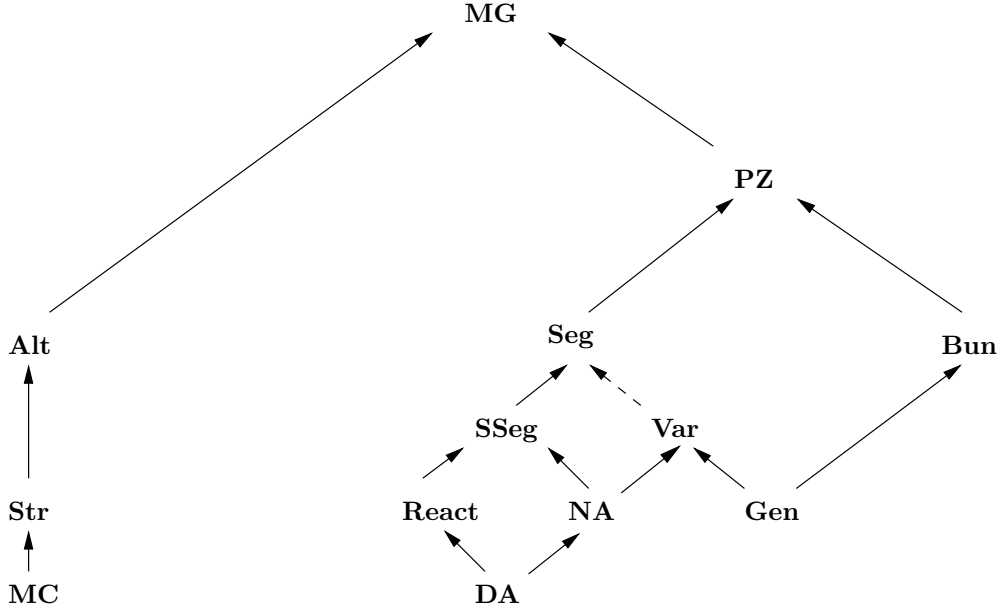 MG
PZ
Alt
Seg
Bun
SSeg
Var
Str
React
NA
Gen
MC
DA